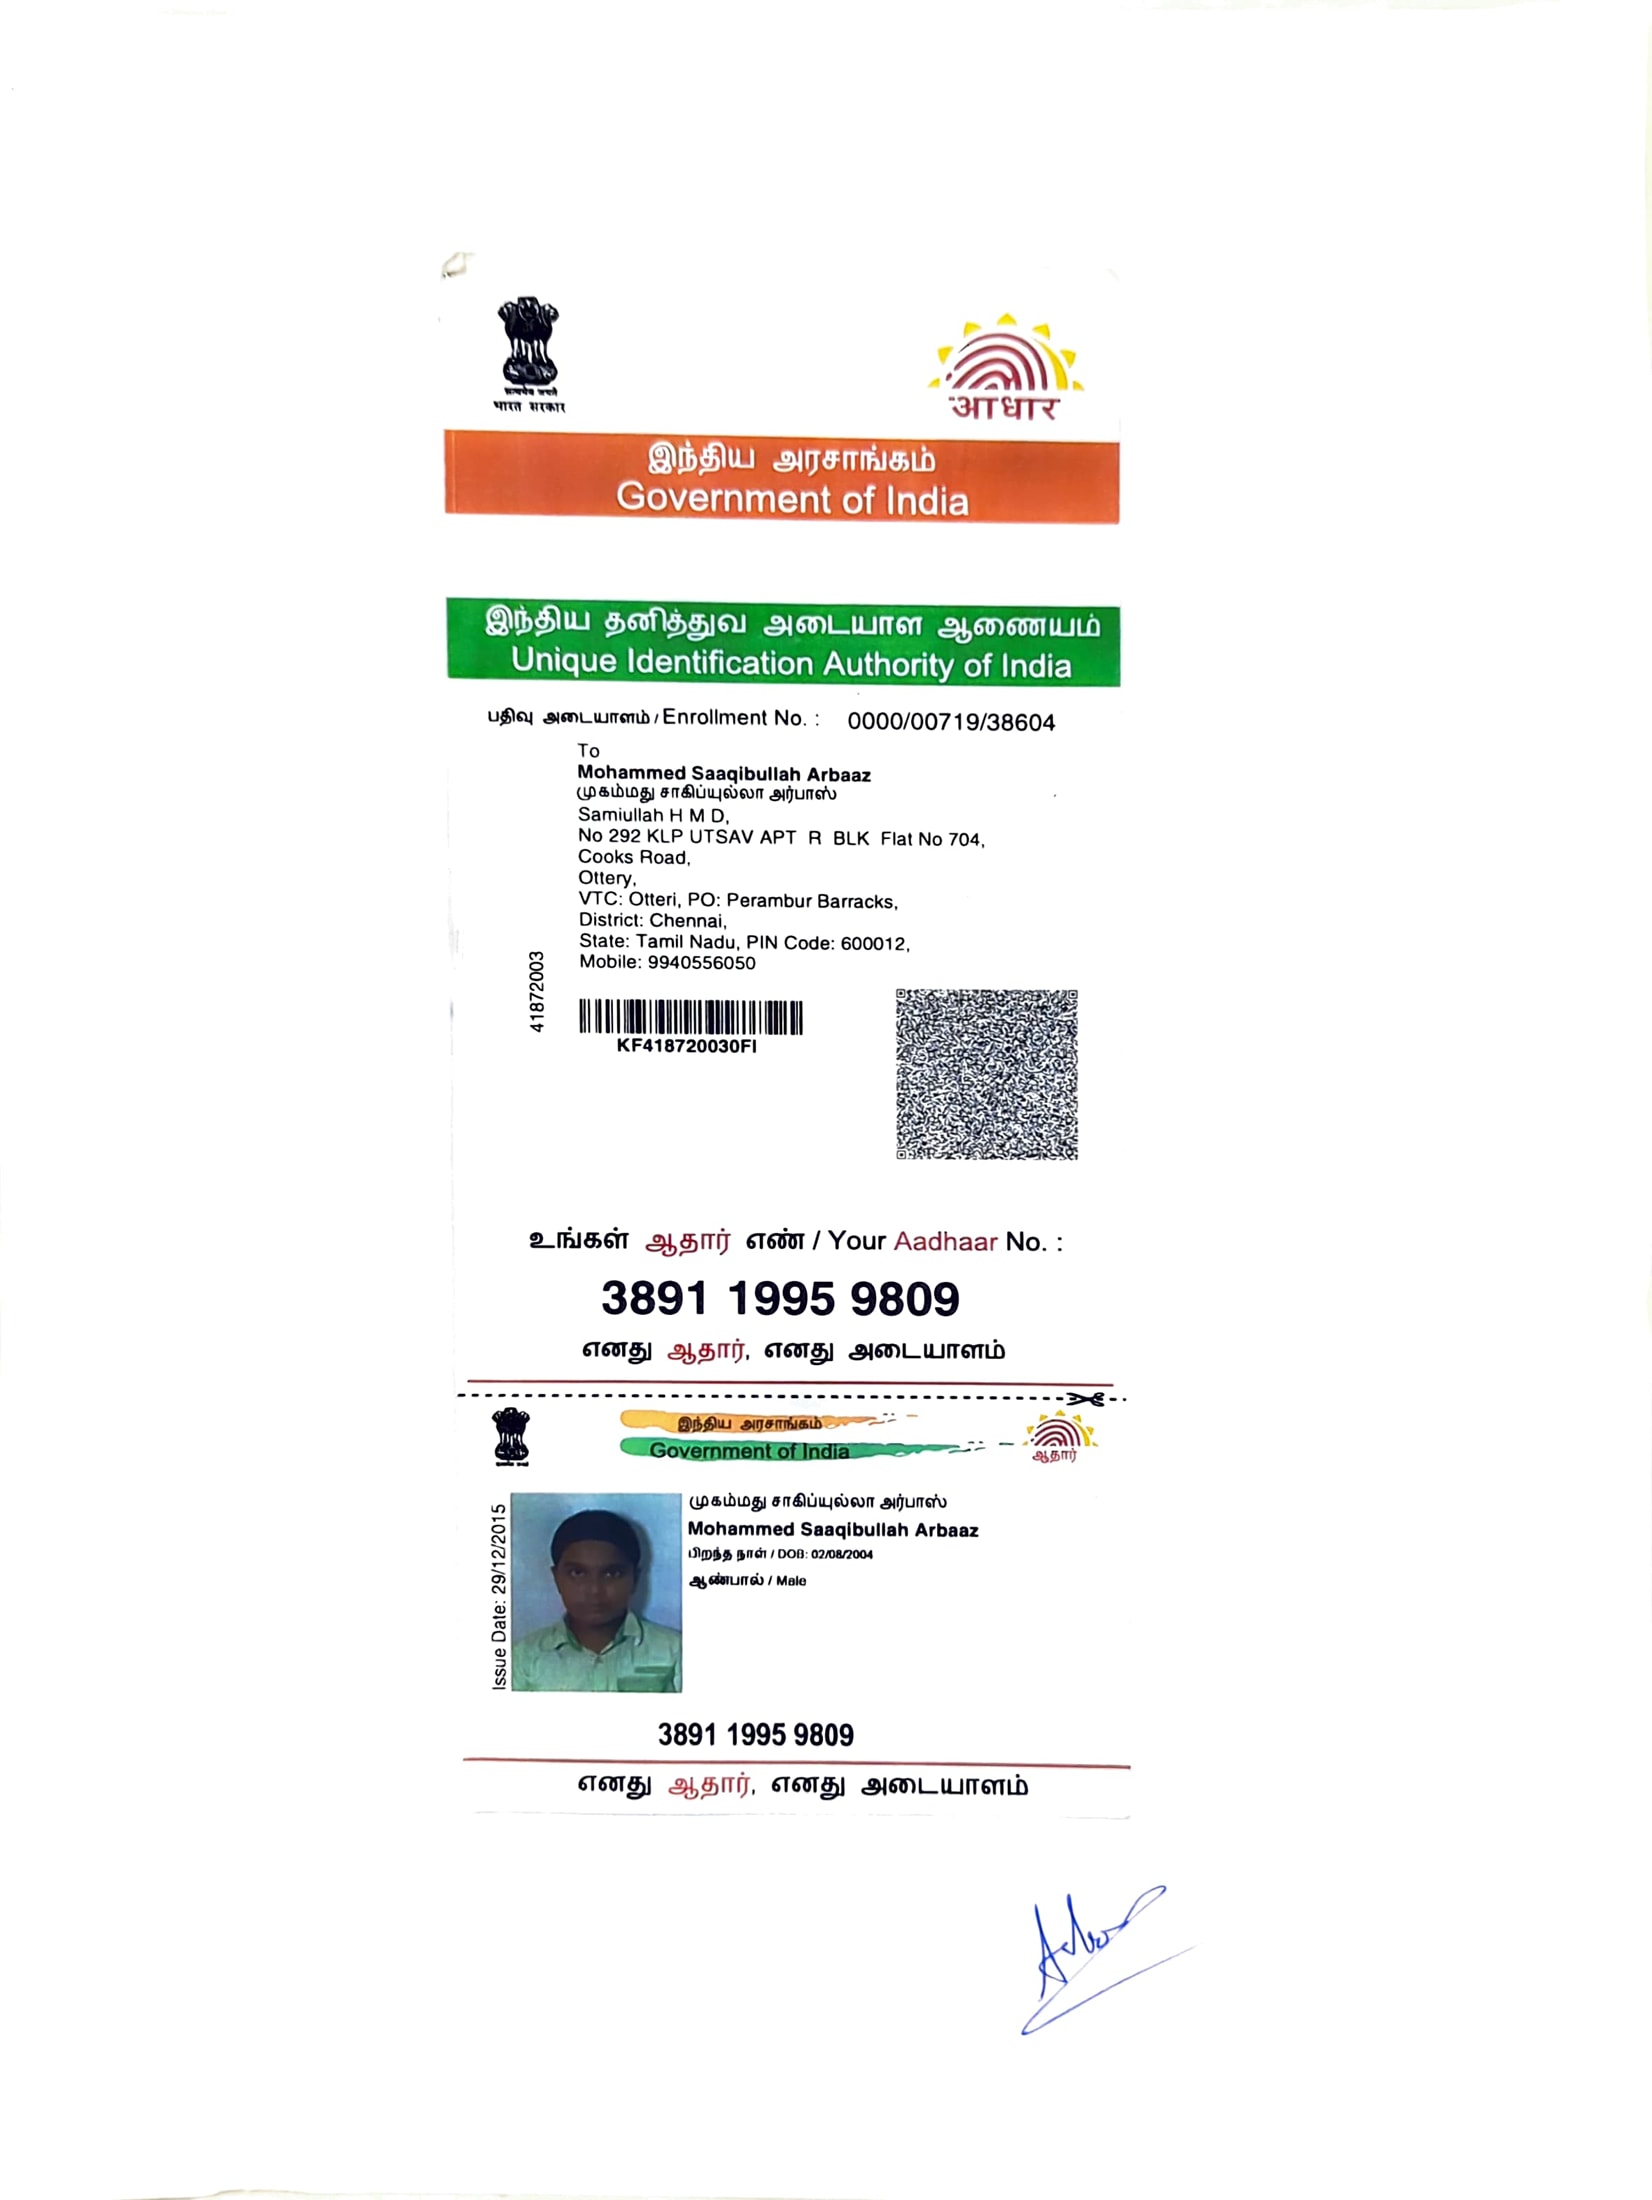 सत्यमेव जयते
भारत सरकार
आधार
இந்திய அரசாங்கம்
Government of India
இந்திய தனித்துவ அடையாள ஆணையம்
Unique Identification Authority of India
பதிவு அடையாளம் / Enrollment No. : 0000/00719/38604
To
Mohammed Saaqibullah Arbaaz
முகம்மது சாகிப்யுல்லா அர்பாஸ்
Samiullah H M D,
No 292 KLP UTSAV APT R BLK Flat No 704,
Cooks Road,
Ottery,
VTC: Otteri, PO: Perambur Barracks,
District: Chennai,
State: Tamil Nadu, PIN Code: 600012,
Mobile: 9940556050
41872003
KF418720030FI
உங்கள் ஆதார் எண் / Your Aadhaar No. :
3891 1995 9809
எனது ஆதார், எனது அடையாளம்
இந்திய அரசாங்கம்
Government of India
ஆதார்
Issue Date: 29/12/2015
முகம்மது சாகிப்யுல்லா அர்பாஸ்
Mohammed Saaqibullah Arbaaz
பிறந்த நாள் / DOB: 02/08/2004
ஆண்பால் / Male
3891 1995 9809
எனது ஆதார், எனது அடையாளம்